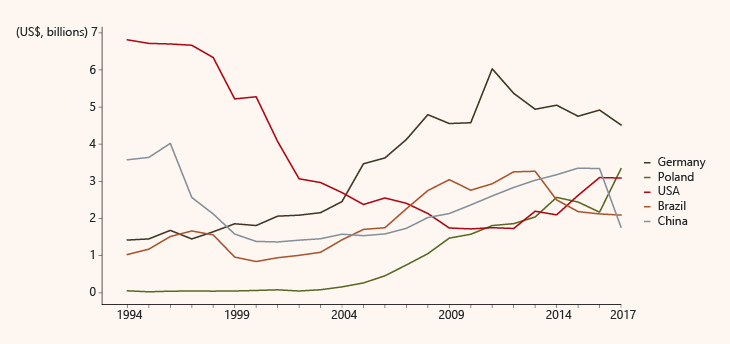 (US$, billions) 7
6
5
4
3
2
1
0
1994 1999 2004 2009 2014 2017
Germany
Poland
USA
Brazil
China